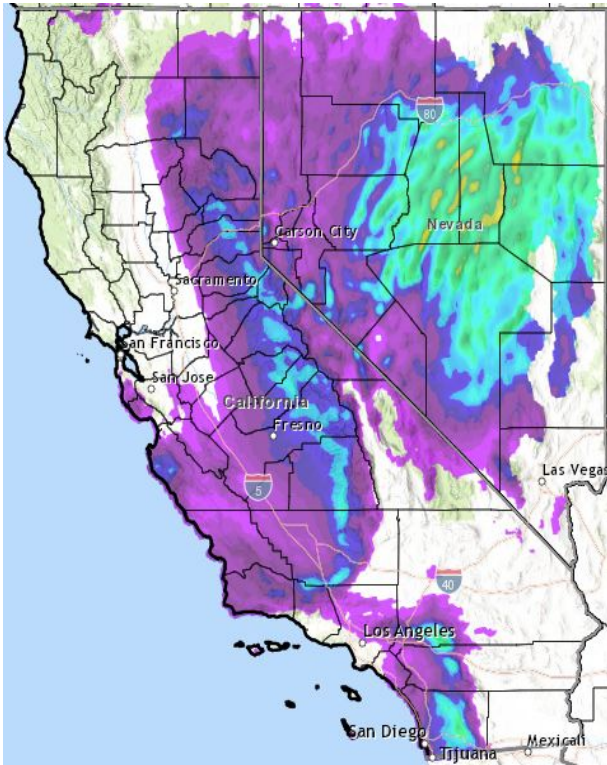 80
Nevada
Carson City
Sacramento
San Francisco
San Jose
California
Fresno
5
Las Vegas
40
Los Angeles
San Diego
Mexicali
Tijuana